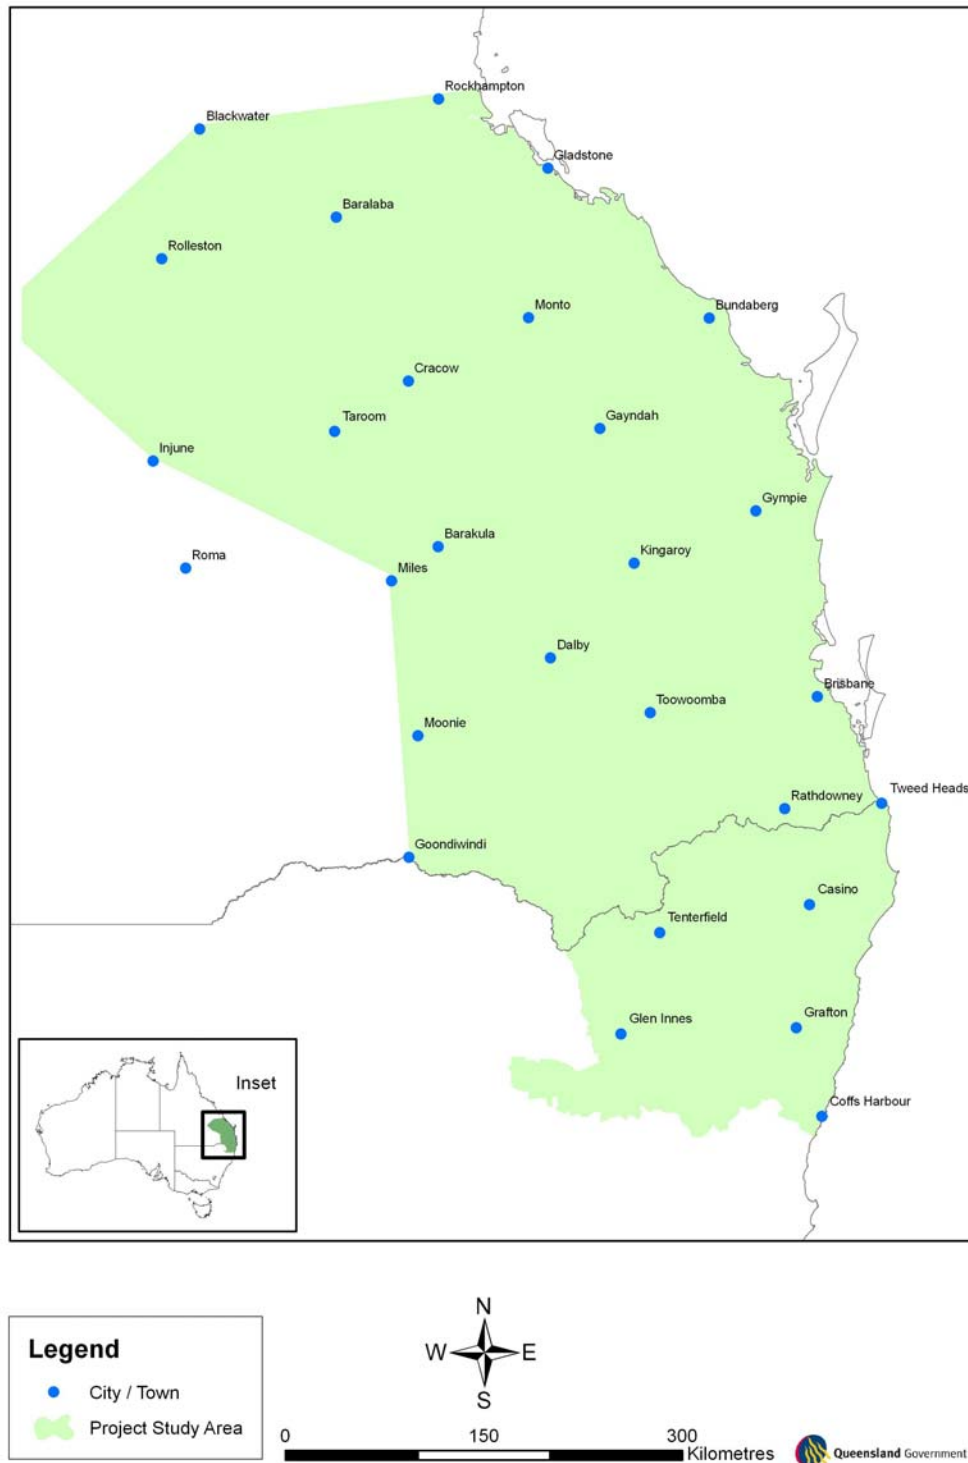 Rockhampton
Blackwater
Gladstone
Baralaba
Rolleston
Monto
Bundaberg
Cracow
Taroom
Gayndah
Injune
Gympie
Barakula
Roma
Kingaroy
Miles
Dalby
Brisbane
Toowoomba
Moonie
Tweed Heads
Rathdowney
Goondiwindi
Casino
Tenterfield
Glen Innes
Grafton
Coffs Harbour
Inset
N
W E
S
Legend
City / Town
Project Study Area
0 150 300
Kilometres
Queensland Government